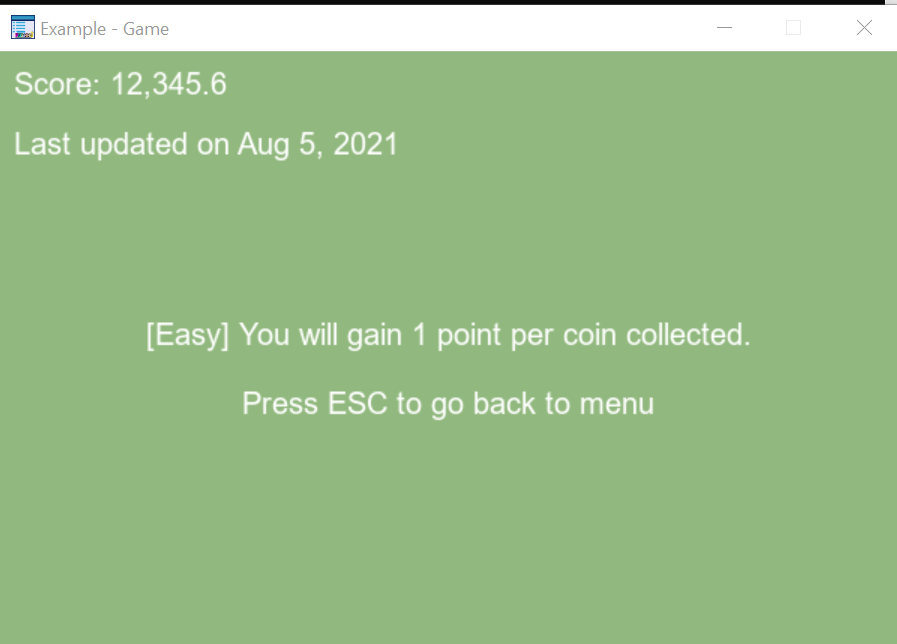 Example - Game
Score: 12,345.6
Last updated on Aug 5, 2021
[Easy] You will gain 1 point per coin collected.
Press ESC to go back to menu